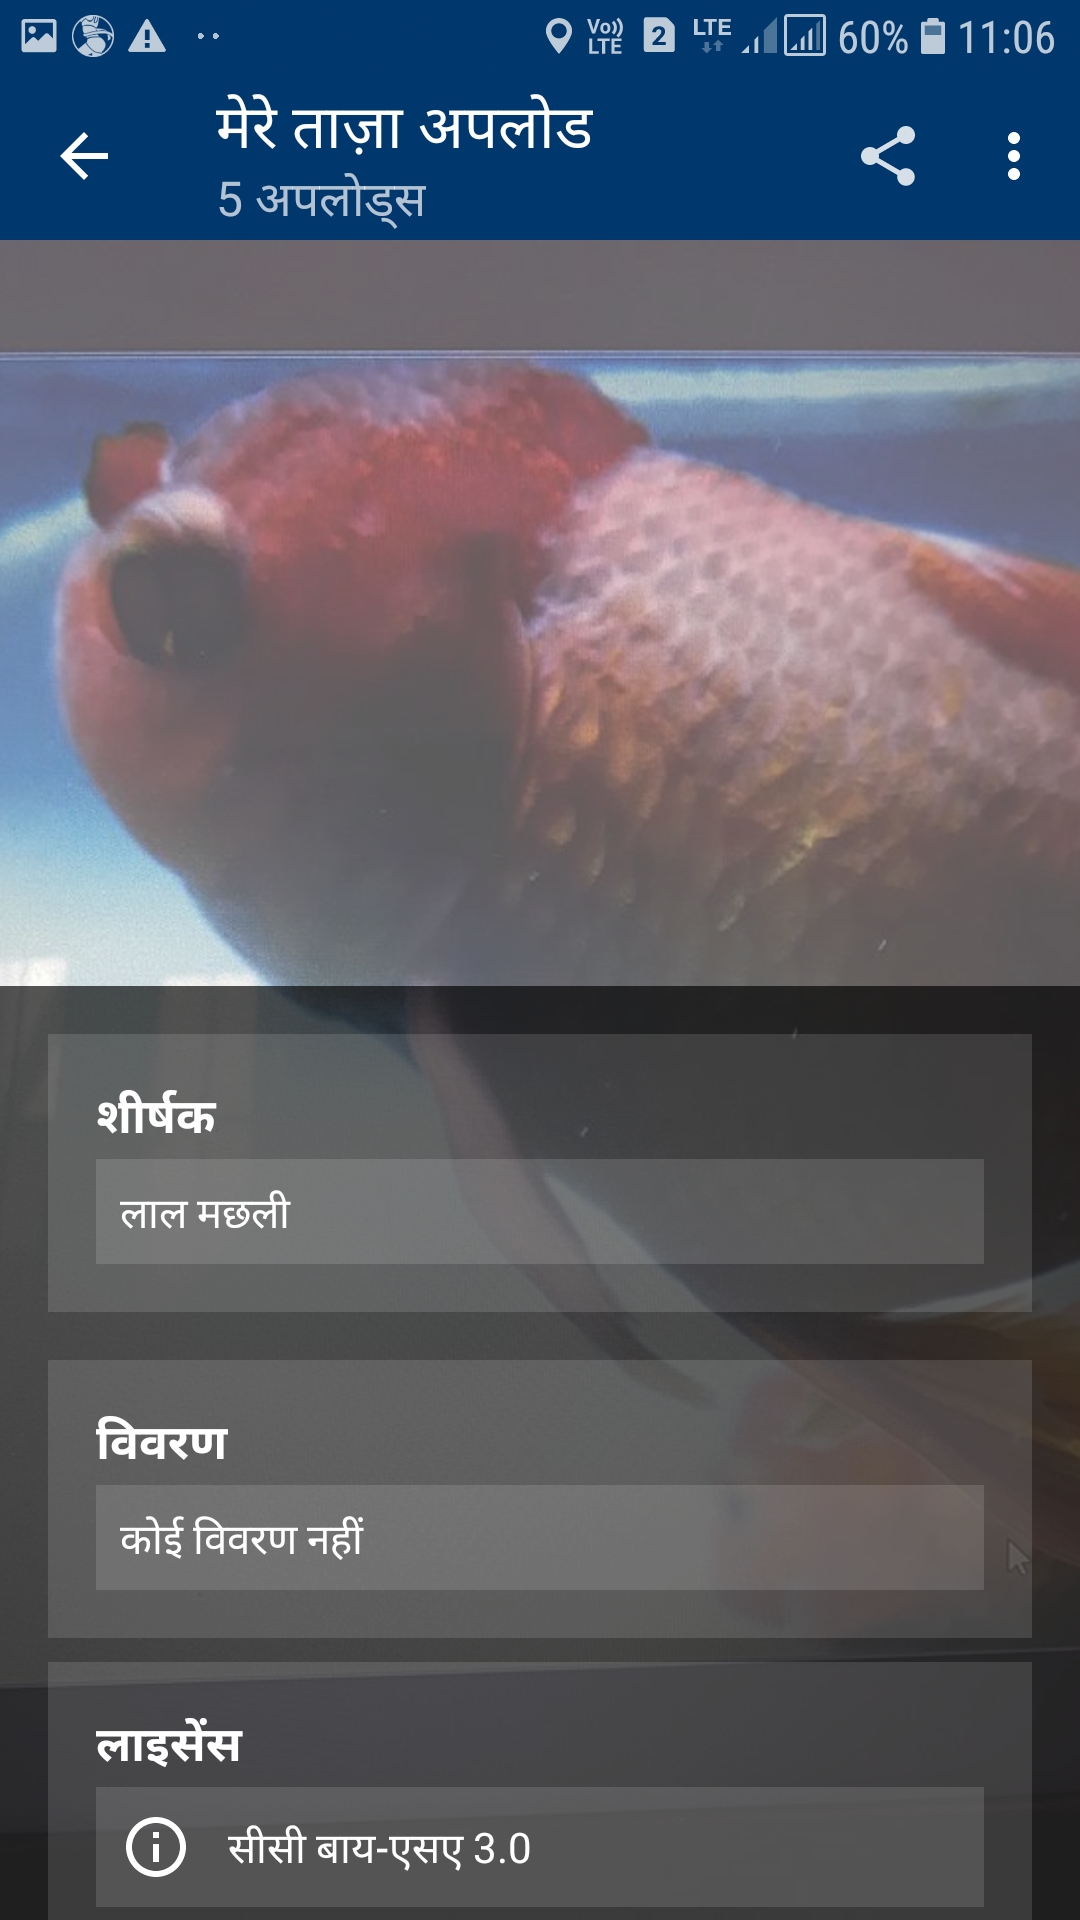 Vo)) LTE 2 LTE 60% 11:06
मेरे ताज़ा अपलोड
5 अपलोड्स
शीर्षक
लाल मछली
विवरण
कोई विवरण नहीं
लाइसेंस
सीसी बाय-एसए 3.0